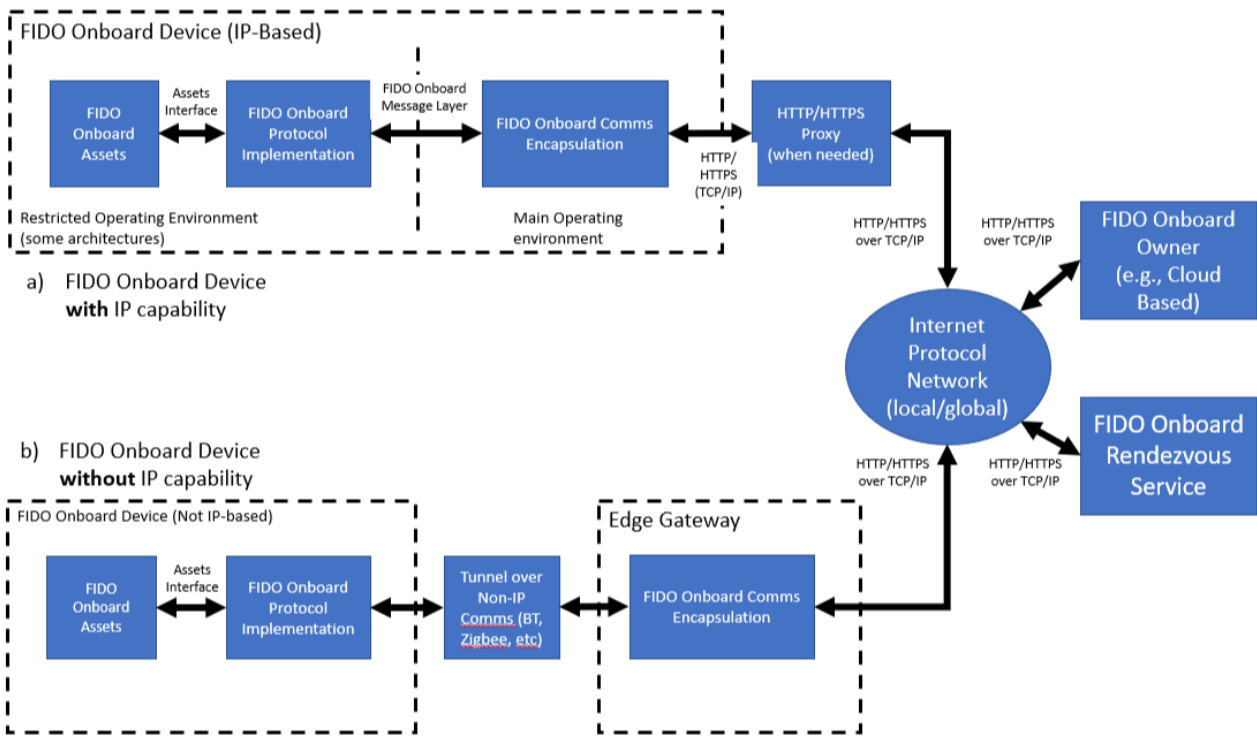 FIDO Onboard Device (IP-Based)
FIDO
Onboard
Assets
Assets
Interface
FIDO Onboard
Protocol
Implementation
FIDO Onboard
Message Layer
FIDO Onboard Comms
Encapsulation
HTTP/
HTTPS
(TCP/IP)
HTTP/HTTPS
Proxy
(when needed)
Restricted Operating Environment
(some architectures)
Main Operating
environment
a) FIDO Onboard Device
with IP capability
HTTP/HTTPS
over TCP/IP
HTTP/HTTPS
over TCP/IP
FIDO Onboard
Owner
(e.g., Cloud
Based)
Internet
Protocol
Network
(local/global)
FIDO Onboard
Rendezvous
Service
HTTP/HTTPS
over TCP/IP
HTTP/HTTPS
over TCP/IP
b) FIDO Onboard Device
without IP capability
FIDO Onboard Device (Not IP-based)
FIDO
Onboard
Assets
Assets
Interface
FIDO Onboard
Protocol
Implementation
Tunnel over
Non-IP
Comms (BT,
Zigbee, etc)
Edge Gateway
FIDO Onboard Comms
Encapsulation